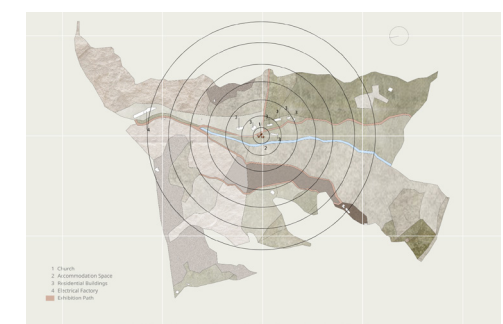 1 Church
2 Accommodation Space
3 Residential Buildings
4 Electrical Factory
Exhibition Path